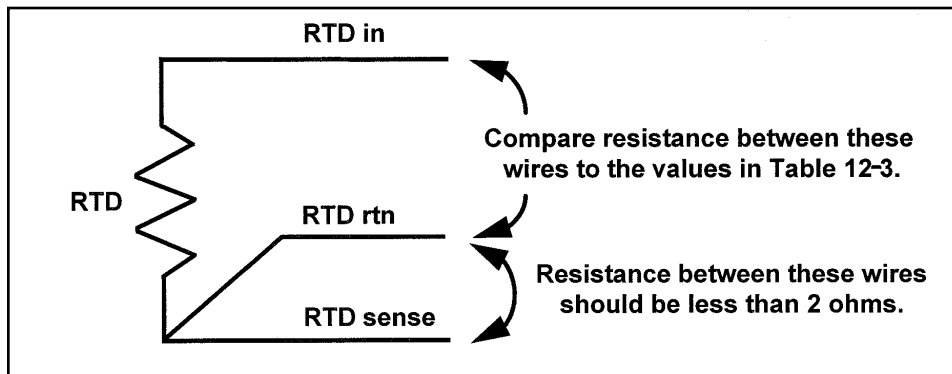 RTD in
Compare resistance between these
wires to the values in Table 12-3.
RTD
RTD rtn
Resistance between these wires
should be less than 2 ohms.
RTD sense